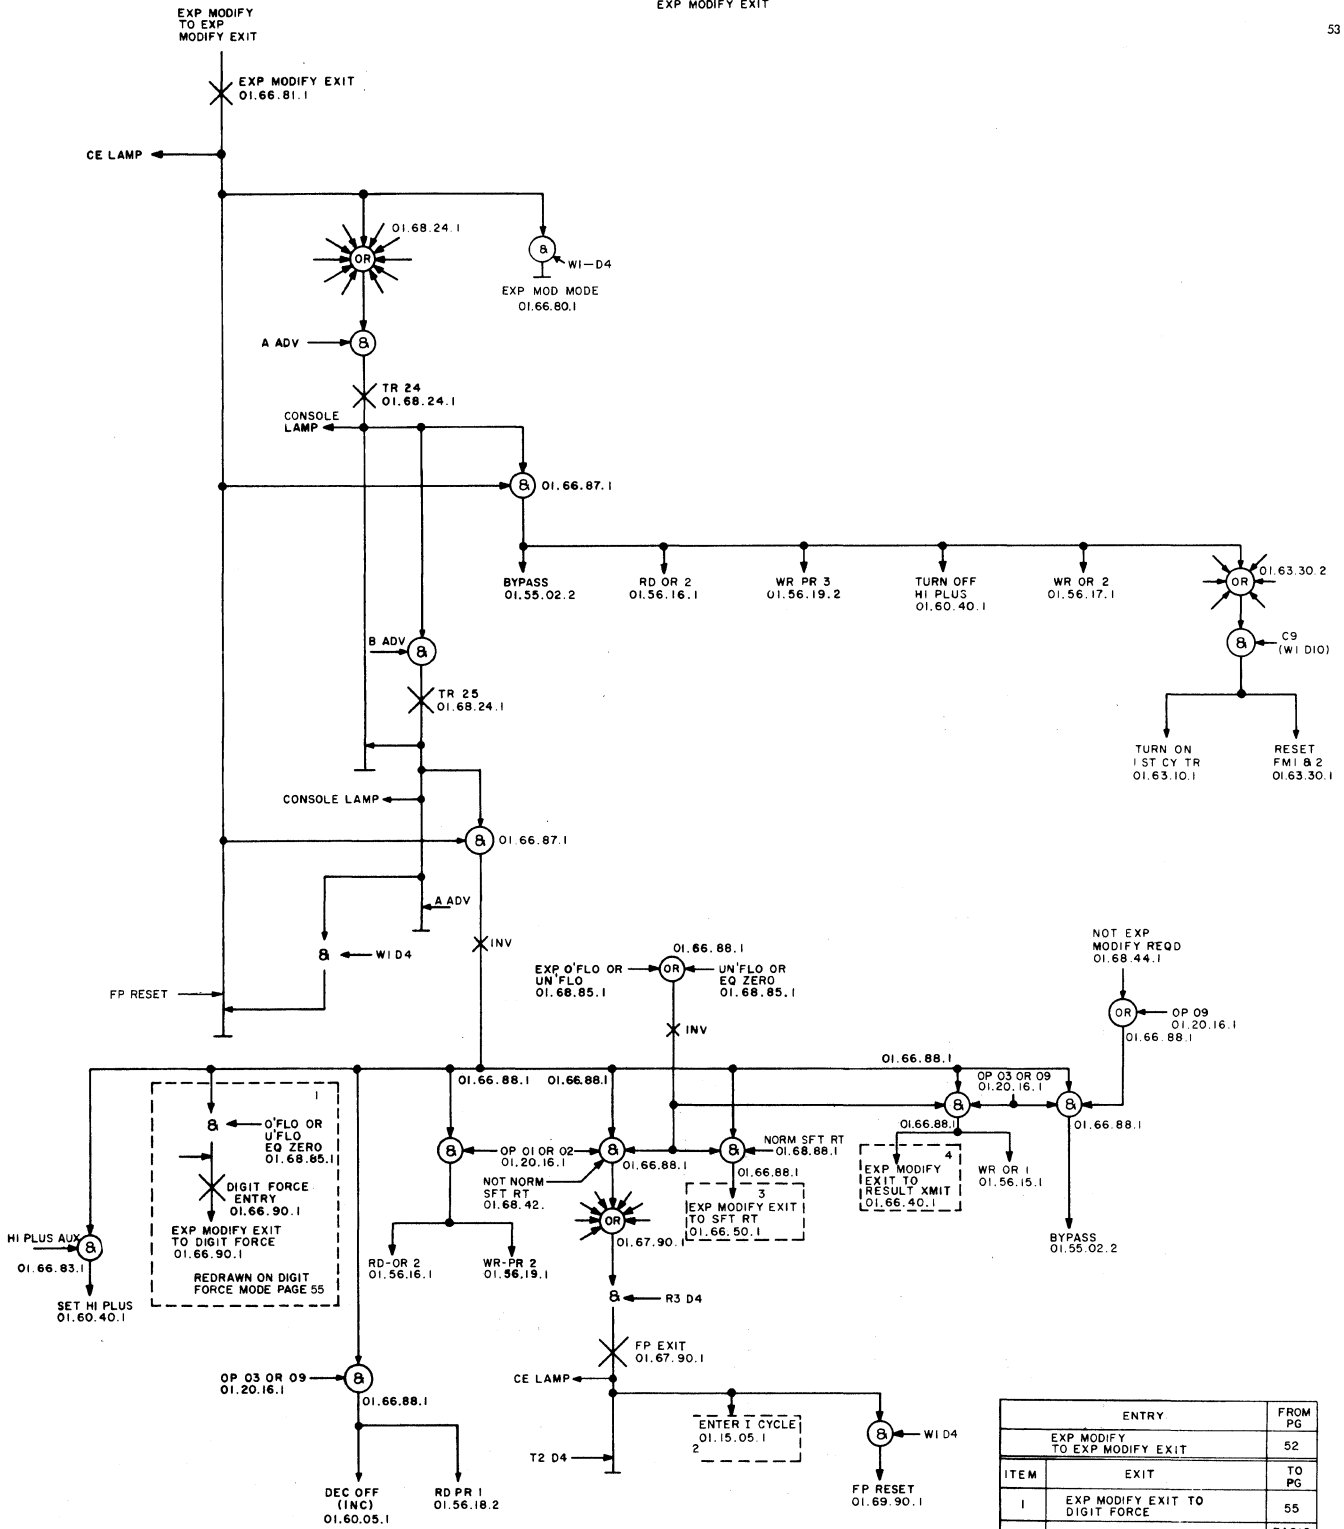 EXP MODIFY EXIT
53
EXP MODIFY
TO EXP
MODIFY EXIT
EXP MODIFY EXIT
01.66.81.1
CE LAMP
01.68.24.1
OR
&
W1-D4
EXP MOD MODE
01.66.80.1
A ADV
&
TR 24
01.68.24.1
CONSOLE
LAMP
&
01.66.87.1
BYPASS
01.55.02.2
RD OR 2
01.56.16.1
WR PR 3
01.56.19.2
TURN OFF
HI PLUS
01.60.40.1
WR OR 2
01.56.17.1
OR
01.63.30.2
&
C9
(W1 D10)
TURN ON
1 ST CY TR
01.63.10.1
RESET
FM1 & 2
01.63.30.1
B ADV
&
TR 25
01.68.24.1
CONSOLE LAMP
&
01.66.87.1
A ADV
&
W1 D4
INV
FP RESET
01.66.88.1
EXP O'FLO OR
UN'FLO
01.68.85.1
OR
UN'FLO OR
EQ ZERO
01.68.85.1
INV
NOT EXP
MODIFY REQD
01.68.44.1
OR
OP 09
01.20.16.1
01.66.88.1
01.66.88.1
01.66.88.1
01.66.88.1
OP 03 OR 09
01.20.16.1
&
&
01.66.88.1
01.66.88.1
1
&
O'FLO OR
U'FLO
EQ ZERO
01.68.85.1
DIGIT FORCE
ENTRY
01.66.90.1
EXP MODIFY EXIT
TO DIGIT FORCE
01.66.90.1
REDRAWN ON DIGIT
FORCE MODE PAGE 55
HI PLUS AUX
&
01.66.83.1
SET HI PLUS
01.60.40.1
&
OP 01 OR 02
01.20.16.1
&
01.66.88.1
NOT NORM
SFT RT
01.68.42.
&
NORM SFT RT
01.68.88.1
01.66.88.1
3
EXP MODIFY EXIT
TO SFT RT
01.66.50.1
4
EXP MODIFY
EXIT TO
RESULT XMIT
01.66.40.1
WR OR 1
01.56.15.1
BYPASS
01.55.02.2
RD-OR 2
01.56.16.1
WR-PR 2
01.56.19.1
OR
01.67.90.1
&
R3 D4
FP EXIT
01.67.90.1
CE LAMP
OP 03 OR 09
01.20.16.1
&
01.66.88.1
DEC OFF
(INC)
01.60.05.1
RD PR 1
01.56.18.2
T2 D4
ENTER I CYCLE
01.15.05.1
2
&
W1 D4
FP RESET
01.69.90.1
ENTRY
FROM
PG
EXP MODIFY
TO EXP MODIFY EXIT
52
ITEM
EXIT
TO
PG
1
EXP MODIFY EXIT TO
DIGIT FORCE
55